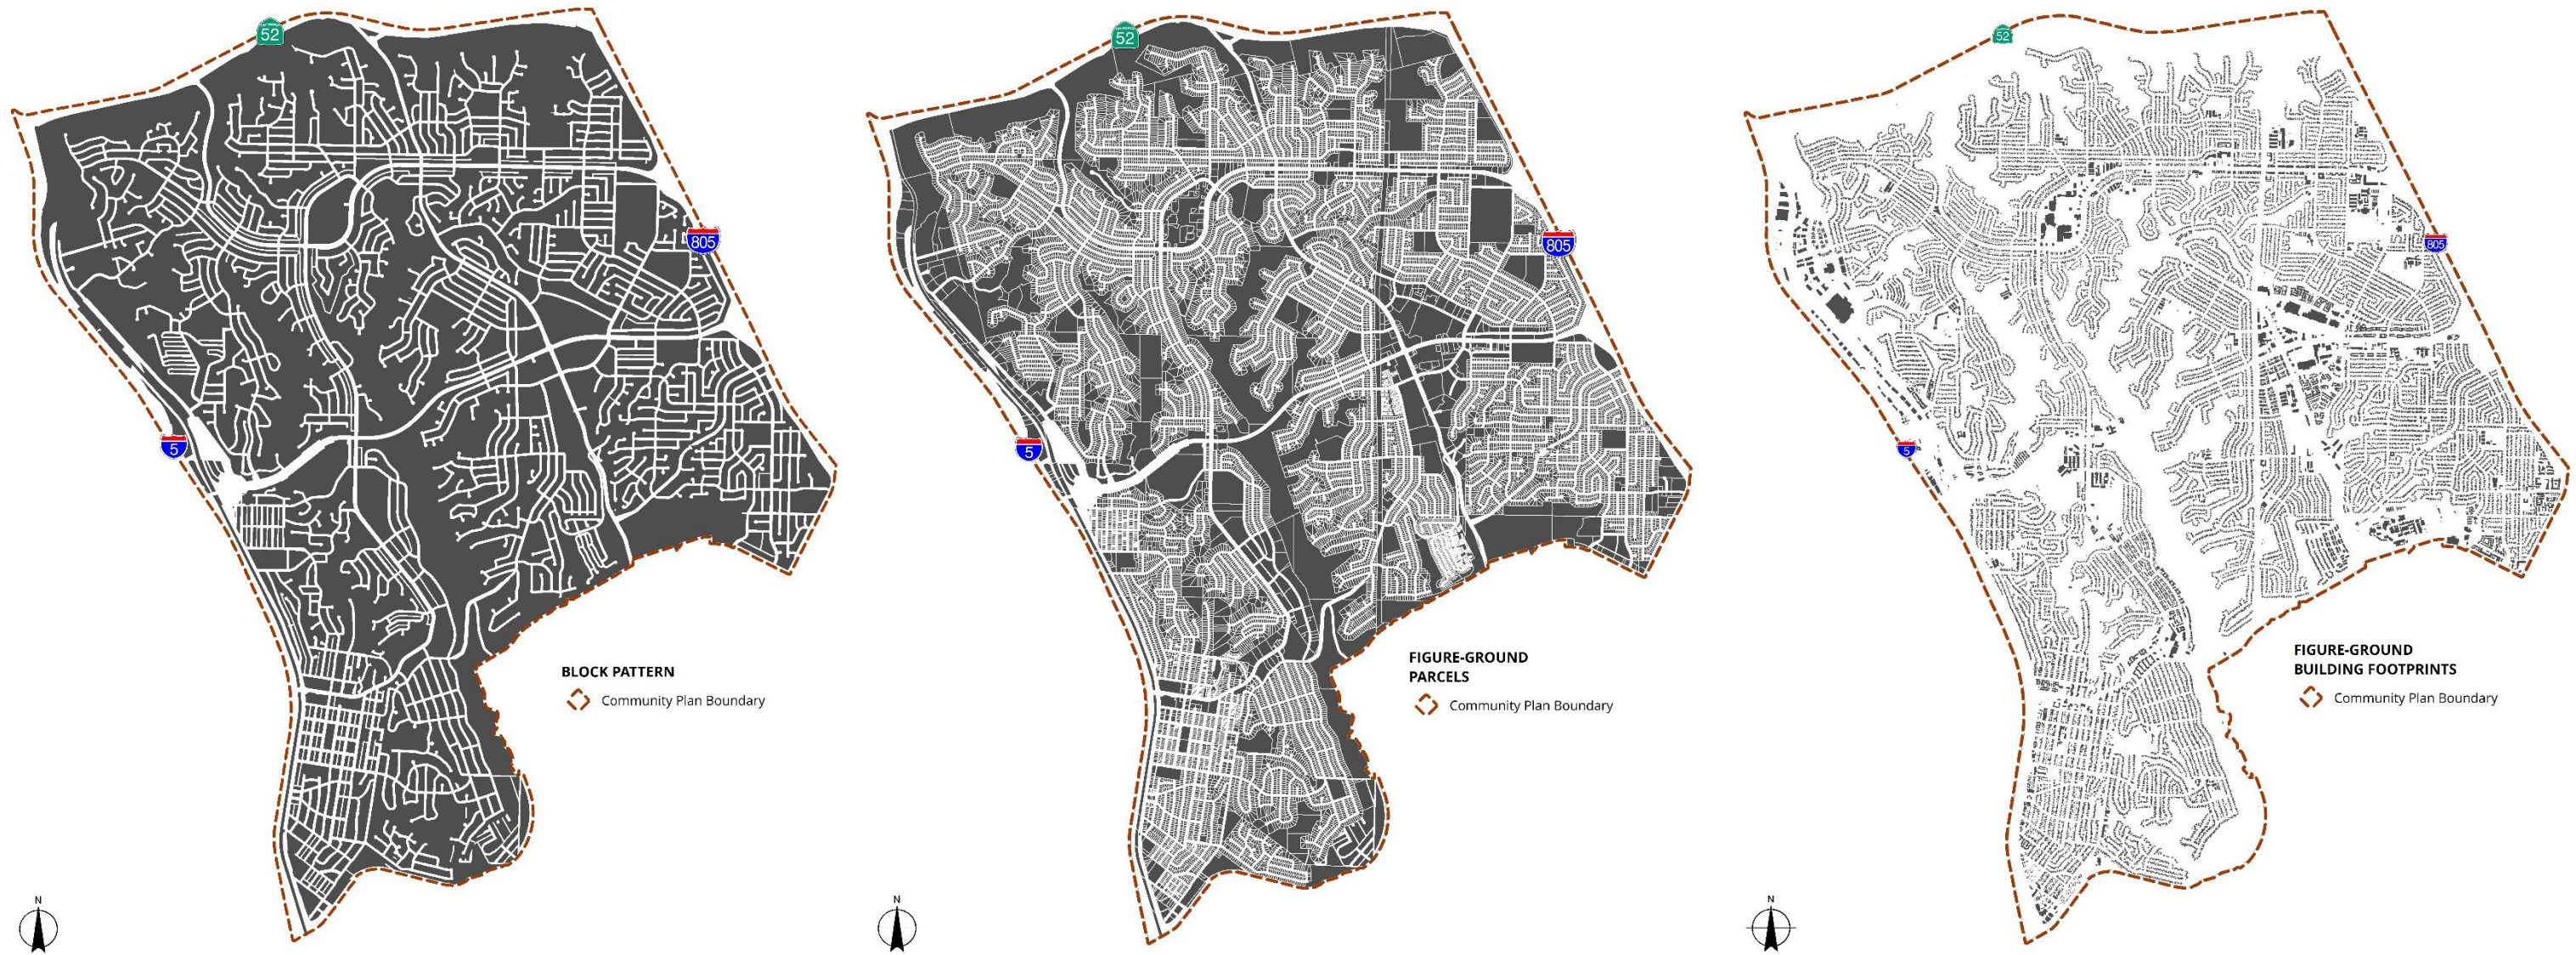 52
805
5
BLOCK PATTERN
Community Plan Boundary
N
52
805
5
FIGURE-GROUND
PARCELS
Community Plan Boundary
N
52
805
5
FIGURE-GROUND
BUILDING FOOTPRINTS
Community Plan Boundary
N